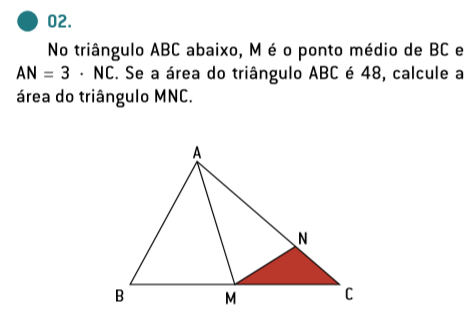 02.
No triângulo ABC abaixo, M é o ponto médio de BC e
AN = 3 · NC. Se a área do triângulo ABC é 48, calcule a
área do triângulo MNC.
A
N
B
M
C